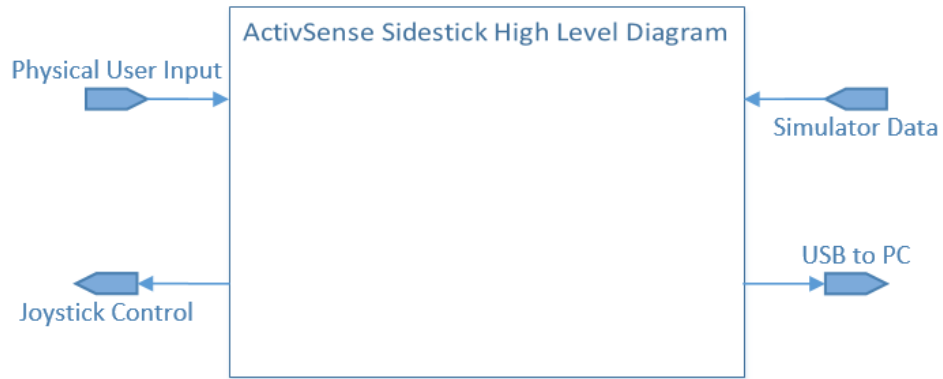 ActivSense Sidestick High Level Diagram
Physical User Input
Simulator Data
USB to PC
Joystick Control